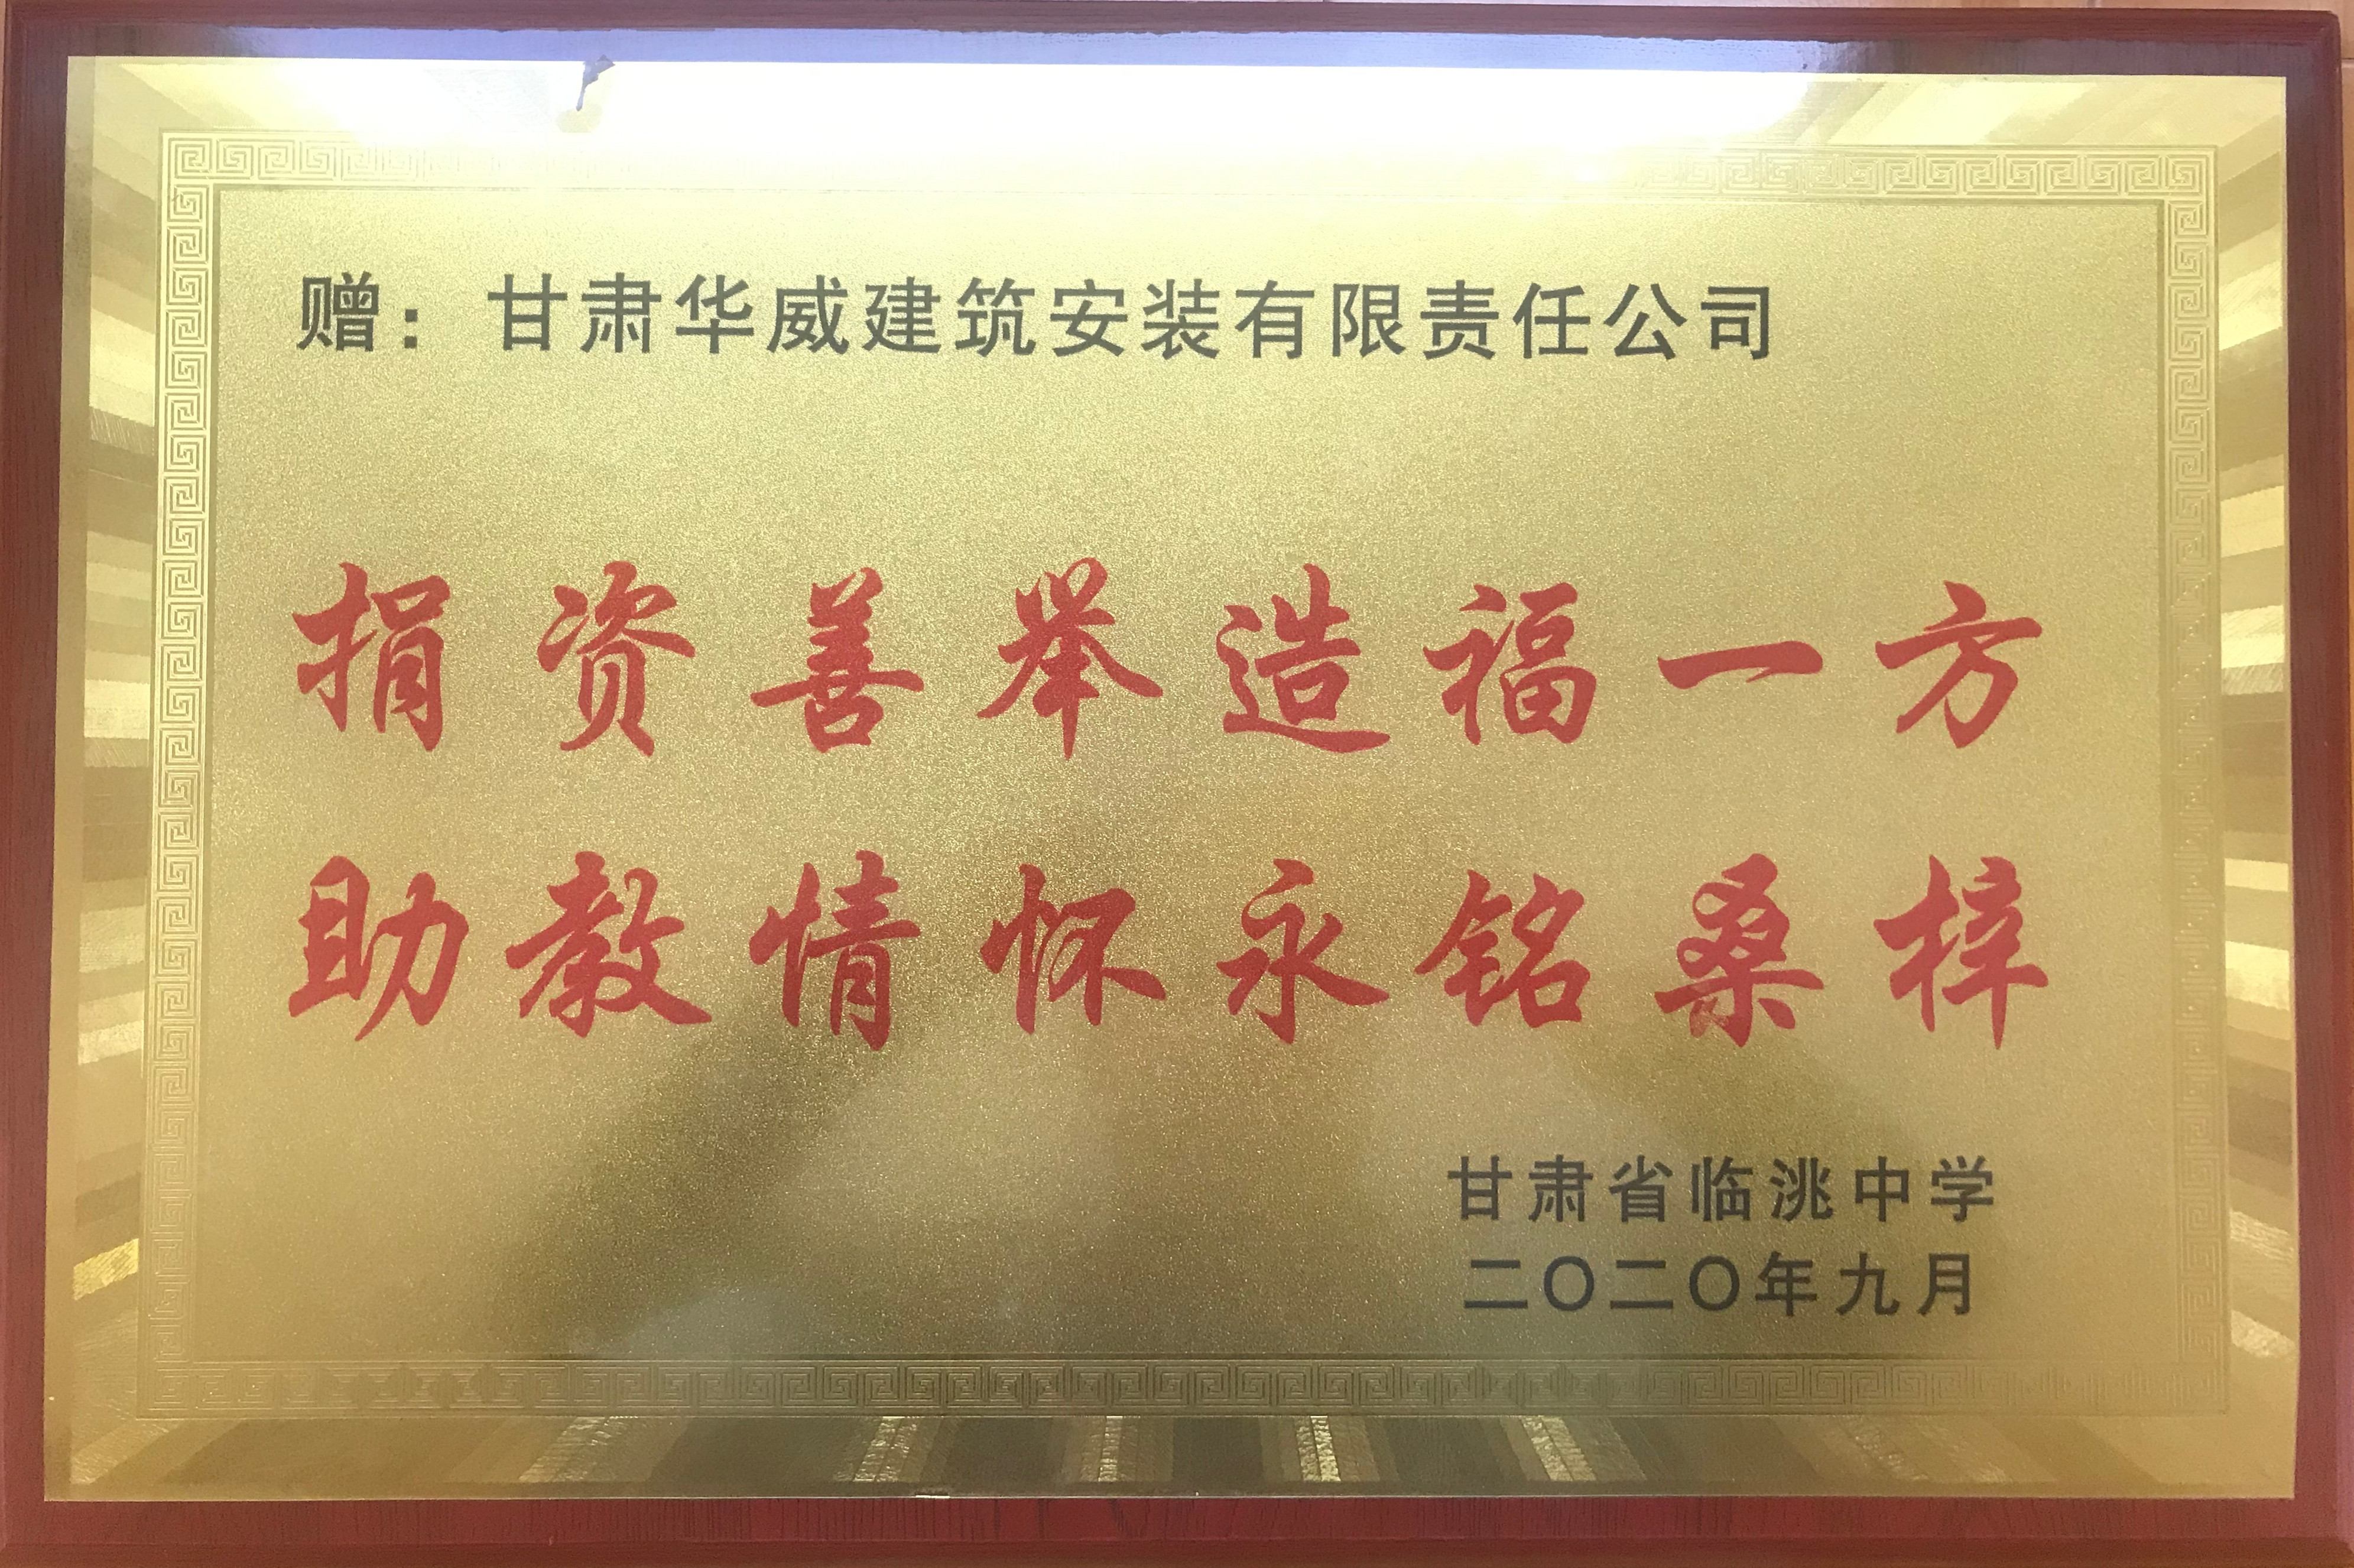 赠：甘肃华威建筑安装有限责任公司
捐资善举造福一方
助教情怀永铭桑梓
甘肃省临洮中学
二〇二〇年九月